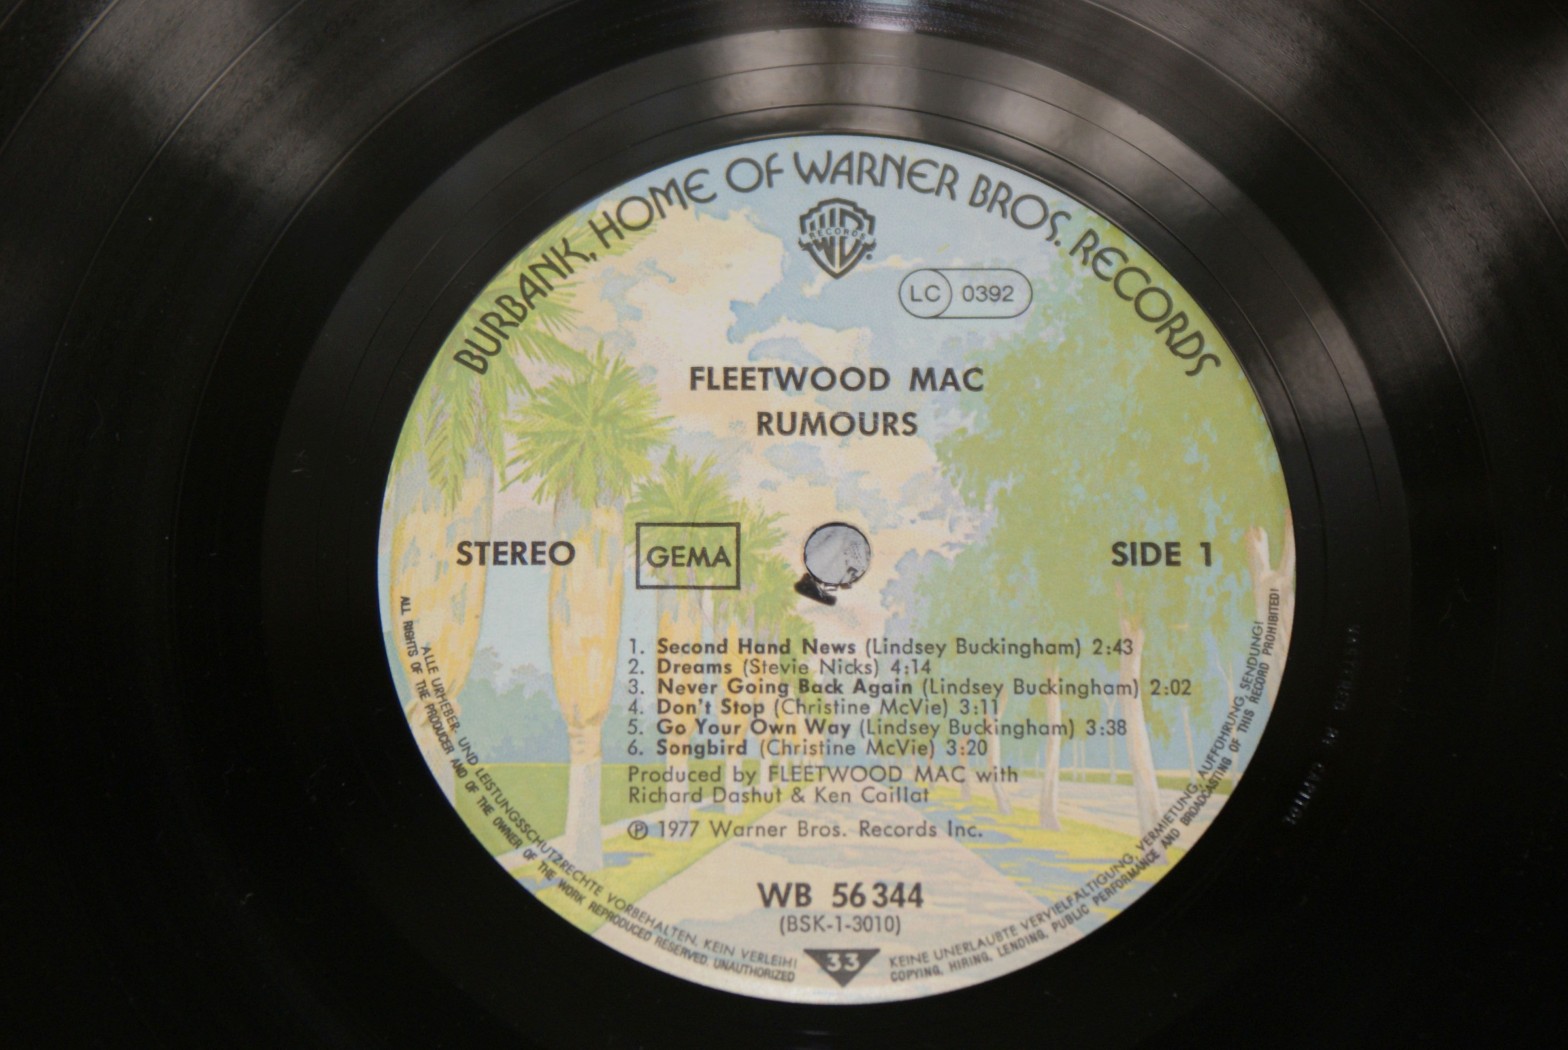 BURBANK, HOME OF WARNER BROS. RECORDS
W B
RECORDS
LC 0392
FLEETWOOD MAC
RUMOURS
STEREO GEMA SIDE 1
1. Second Hand News (Lindsey Buckingham) 2:43
2. Dreams (Stevie Nicks) 4:14
3. Never Going Back Again (Lindsey Buckingham) 2:02
4. Don't Stop (Christine McVie) 3:11
5. Go Your Own Way (Lindsey Buckingham) 3:38
6. Songbird (Christine McVie) 3:20
Produced by FLEETWOOD MAC with
Richard Dashut & Ken Caillat
℗ 1977 Warner Bros. Records Inc.
WB 56 344
(BSK-1-3010)
33
ALLE URHEBER- UND LEISTUNGSSCHUTZRECHTE VORBEHALTEN. KEIN VERLEIH! KEINE UNERLAUBTE VERVIELFÄLTIGUNG, VERMIETUNG, AUFFÜHRUNG, SENDUNG!
ALL RIGHTS OF THE PRODUCER AND OF THE OWNER OF THE WORK REPRODUCED RESERVED UNAUTHORIZED COPYING, HIRING, LENDING, PUBLIC PERFORMANCE AND BROADCASTING OF THIS RECORD PROHIBITED!